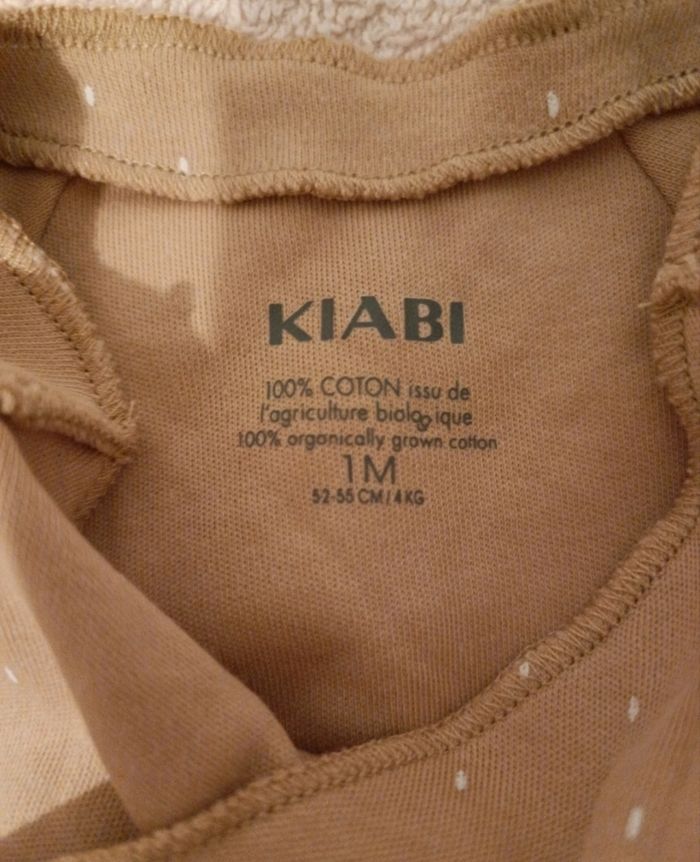 KIABI
100% COTON issu de
l'agriculture biologique
100% organically grown cotton
1M
52-55 CM / 4 KG